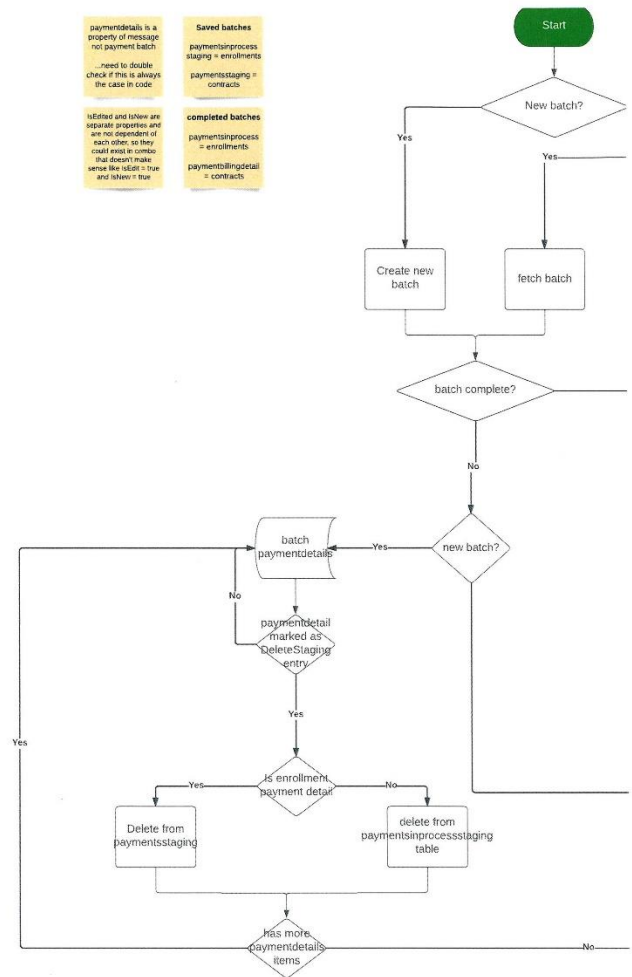 paymentdetails is a
property of message
not payment batch
...need to double
check if this is always
the case in code
Saved batches
paymentsinprocess
staging = enrollments
paymentsstaging =
contracts
IsEdited and IsNew are
separate properties and
are not dependent of
each other, so they
could exist in combo
that doesn't make
sense like IsEdit = true
and IsNew = true
completed batches
paymentsinprocess
= enrollments
paymentbillingdetail
= contracts
Start
New batch?
Yes
Yes
Create new
batch
fetch batch
batch complete?
No
new batch?
Yes
batch
paymentdetails
No
paymentdetail
marked as
DeleteStaging
entry
Yes
Yes
Is enrollment
payment detail
Yes
No
Delete from
paymentsstaging
delete from
paymentsinprocessstaging
table
has more
paymentdetails
items
No